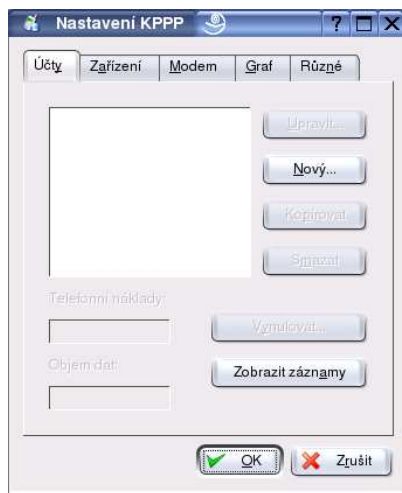 Nastavení KPPP
Účty Zařízení Modem Graf Různé
Upravit...
Nový...
Kopírovat
Smazat
Telefonní náklady:
Vynulovat...
Objem dat:
Zobrazit záznamy
OK Zrušit